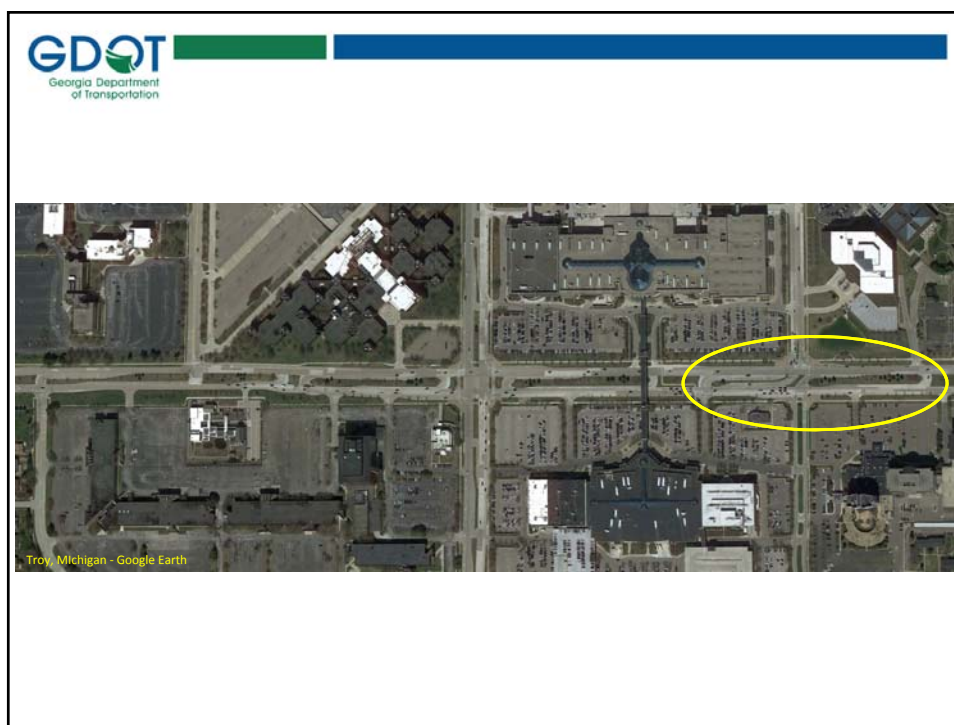 GDOT
Georgia Department
of Transportation
Troy, Michigan - Google Earth